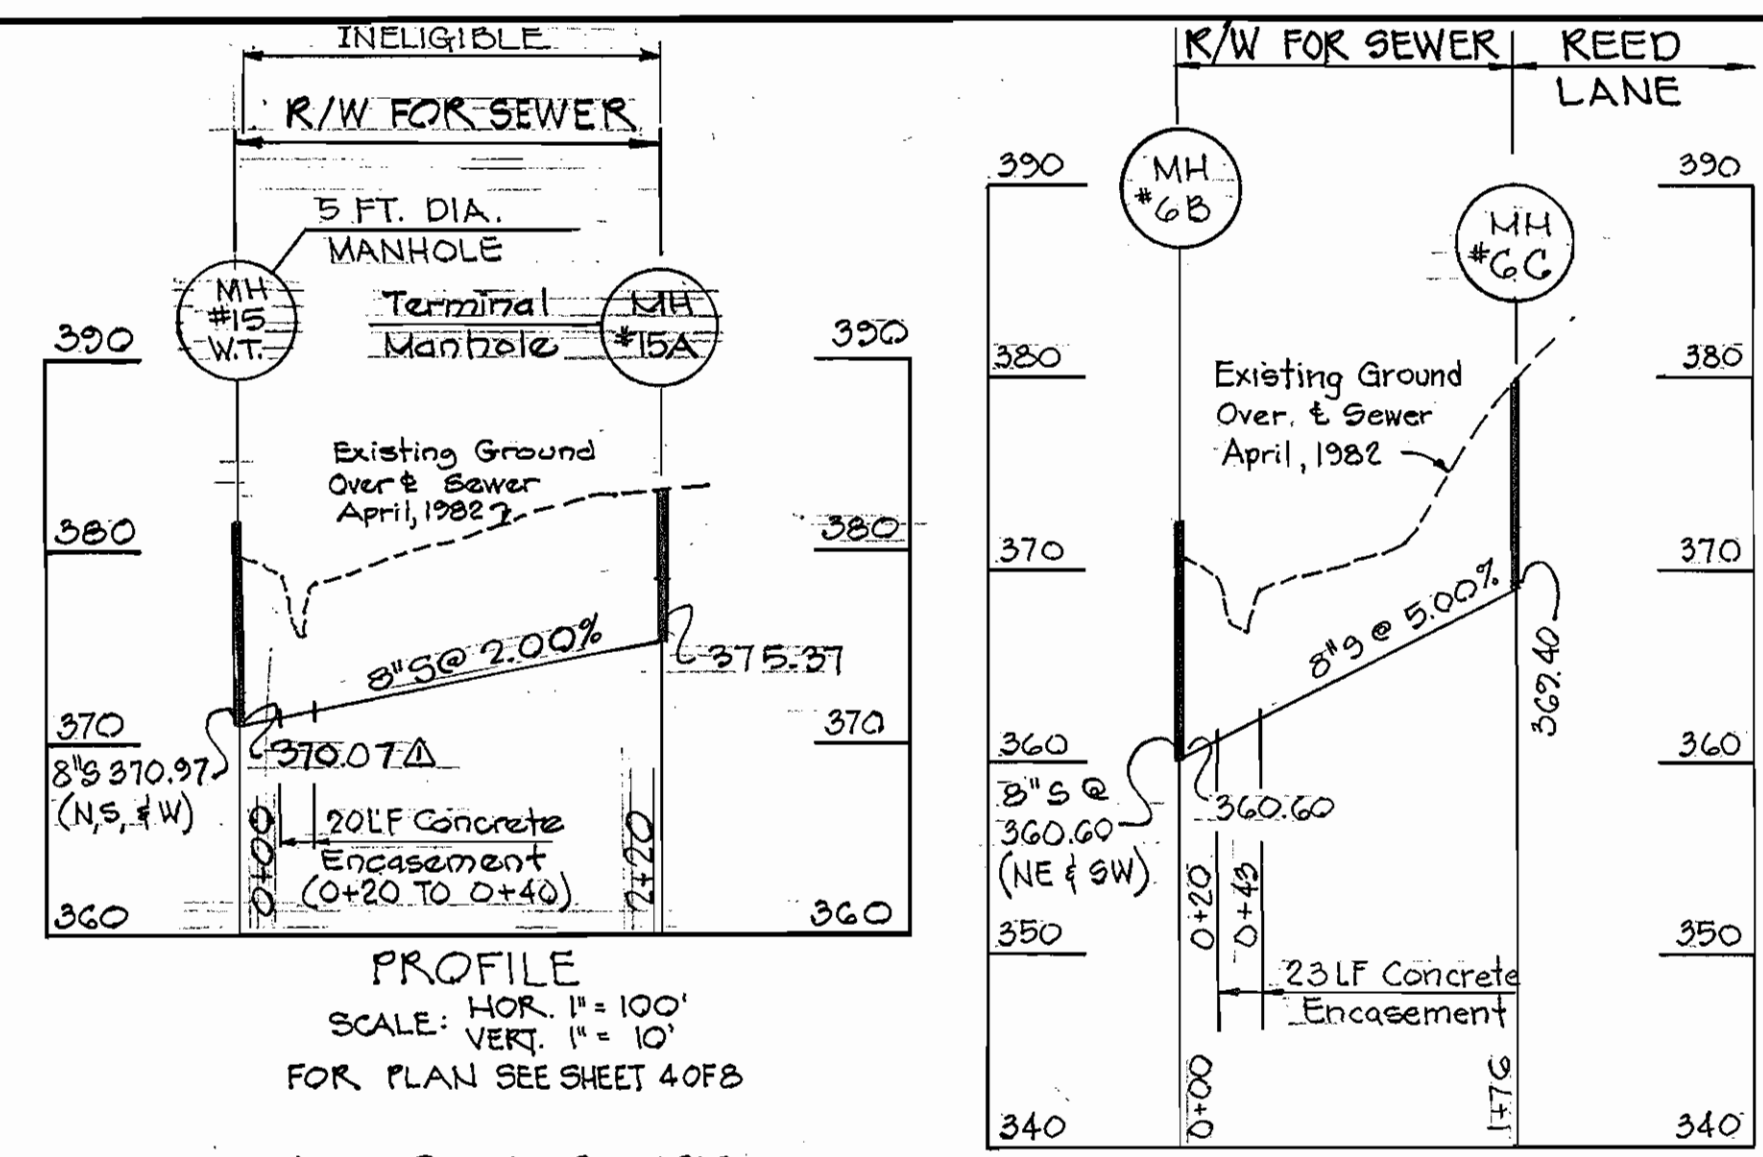 INELIGIBLE
R/W FOR SEWER
5 FT. DIA.
MANHOLE
MH
#15
W.T.
Terminal
Manhole
MH
#15A
390
390
Existing Ground
Over ℄ Sewer
April, 1982
380
380
8"S @ 2.00%
375.37
370
370
370.07 ⚠
8"S 370.97
(N,S, & W)
0+00
20LF Concrete
Encasement
(0+20 TO 0+40)
2+20
360
360
PROFILE
SCALE: HOR. 1" = 100'
VERT. 1" = 10'
FOR PLAN SEE SHEET 4 OF 8
R/W FOR SEWER
REED
LANE
390
MH
#6B
MH
#6C
390
380
380
Existing Ground
Over ℄ Sewer
April, 1982
370
370
8"S @ 5.00%
369.40
360
360
8"S @
360.60
(NE & SW)
360.60
0+20
0+43
350
350
23 LF Concrete
Encasement
0+00
1+76
340
340